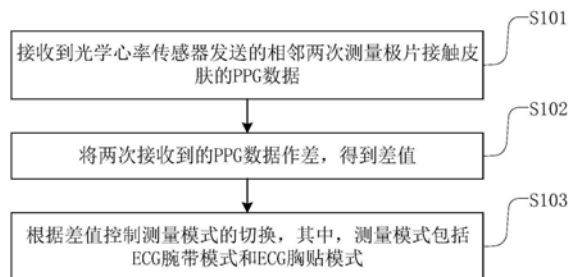 S101
接收到光学心率传感器发送的相邻两次测量极片接触皮
肤的PPG数据
S102
将两次接收到的PPG数据作差，得到差值
S103
根据差值控制测量模式的切换，其中，测量模式包括
ECG腕带模式和ECG胸贴模式